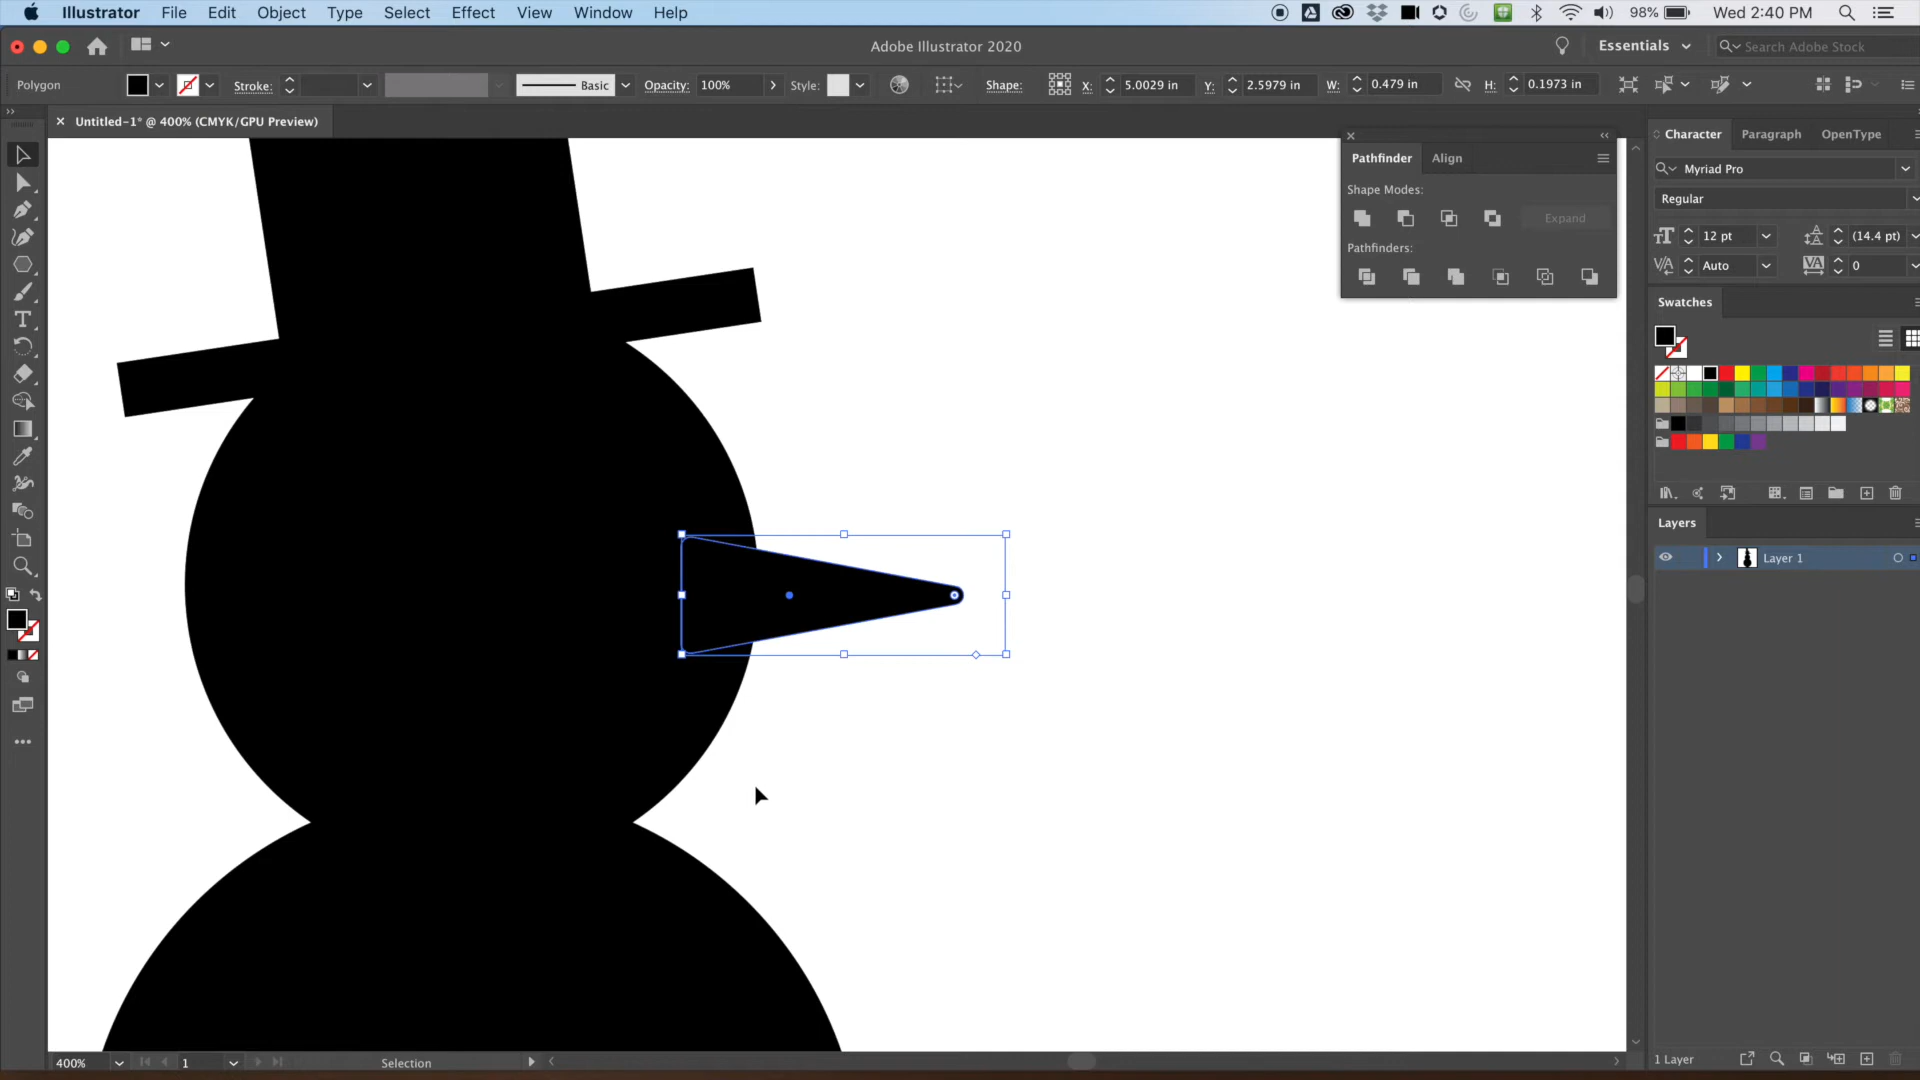 Illustrator File Edit Object Type Select Effect View Window Help 98% Wed 2:40 PM
Adobe Illustrator 2020 Essentials Search Adobe Stock
Polygon Stroke: Basic Opacity: 100% Style: Shape: X: 5.0029 in Y: 2.5979 in W: 0.479 in H: 0.1973 in
Untitled-1* @ 400% (CMYK/GPU Preview)
Character Paragraph OpenType
Pathfinder Align
Myriad Pro
Shape Modes:
Regular
Expand
12 pt (14.4 pt)
Pathfinders:
Auto 0
Swatches
Layers
Layer 1
400% 1 Selection
1 Layer